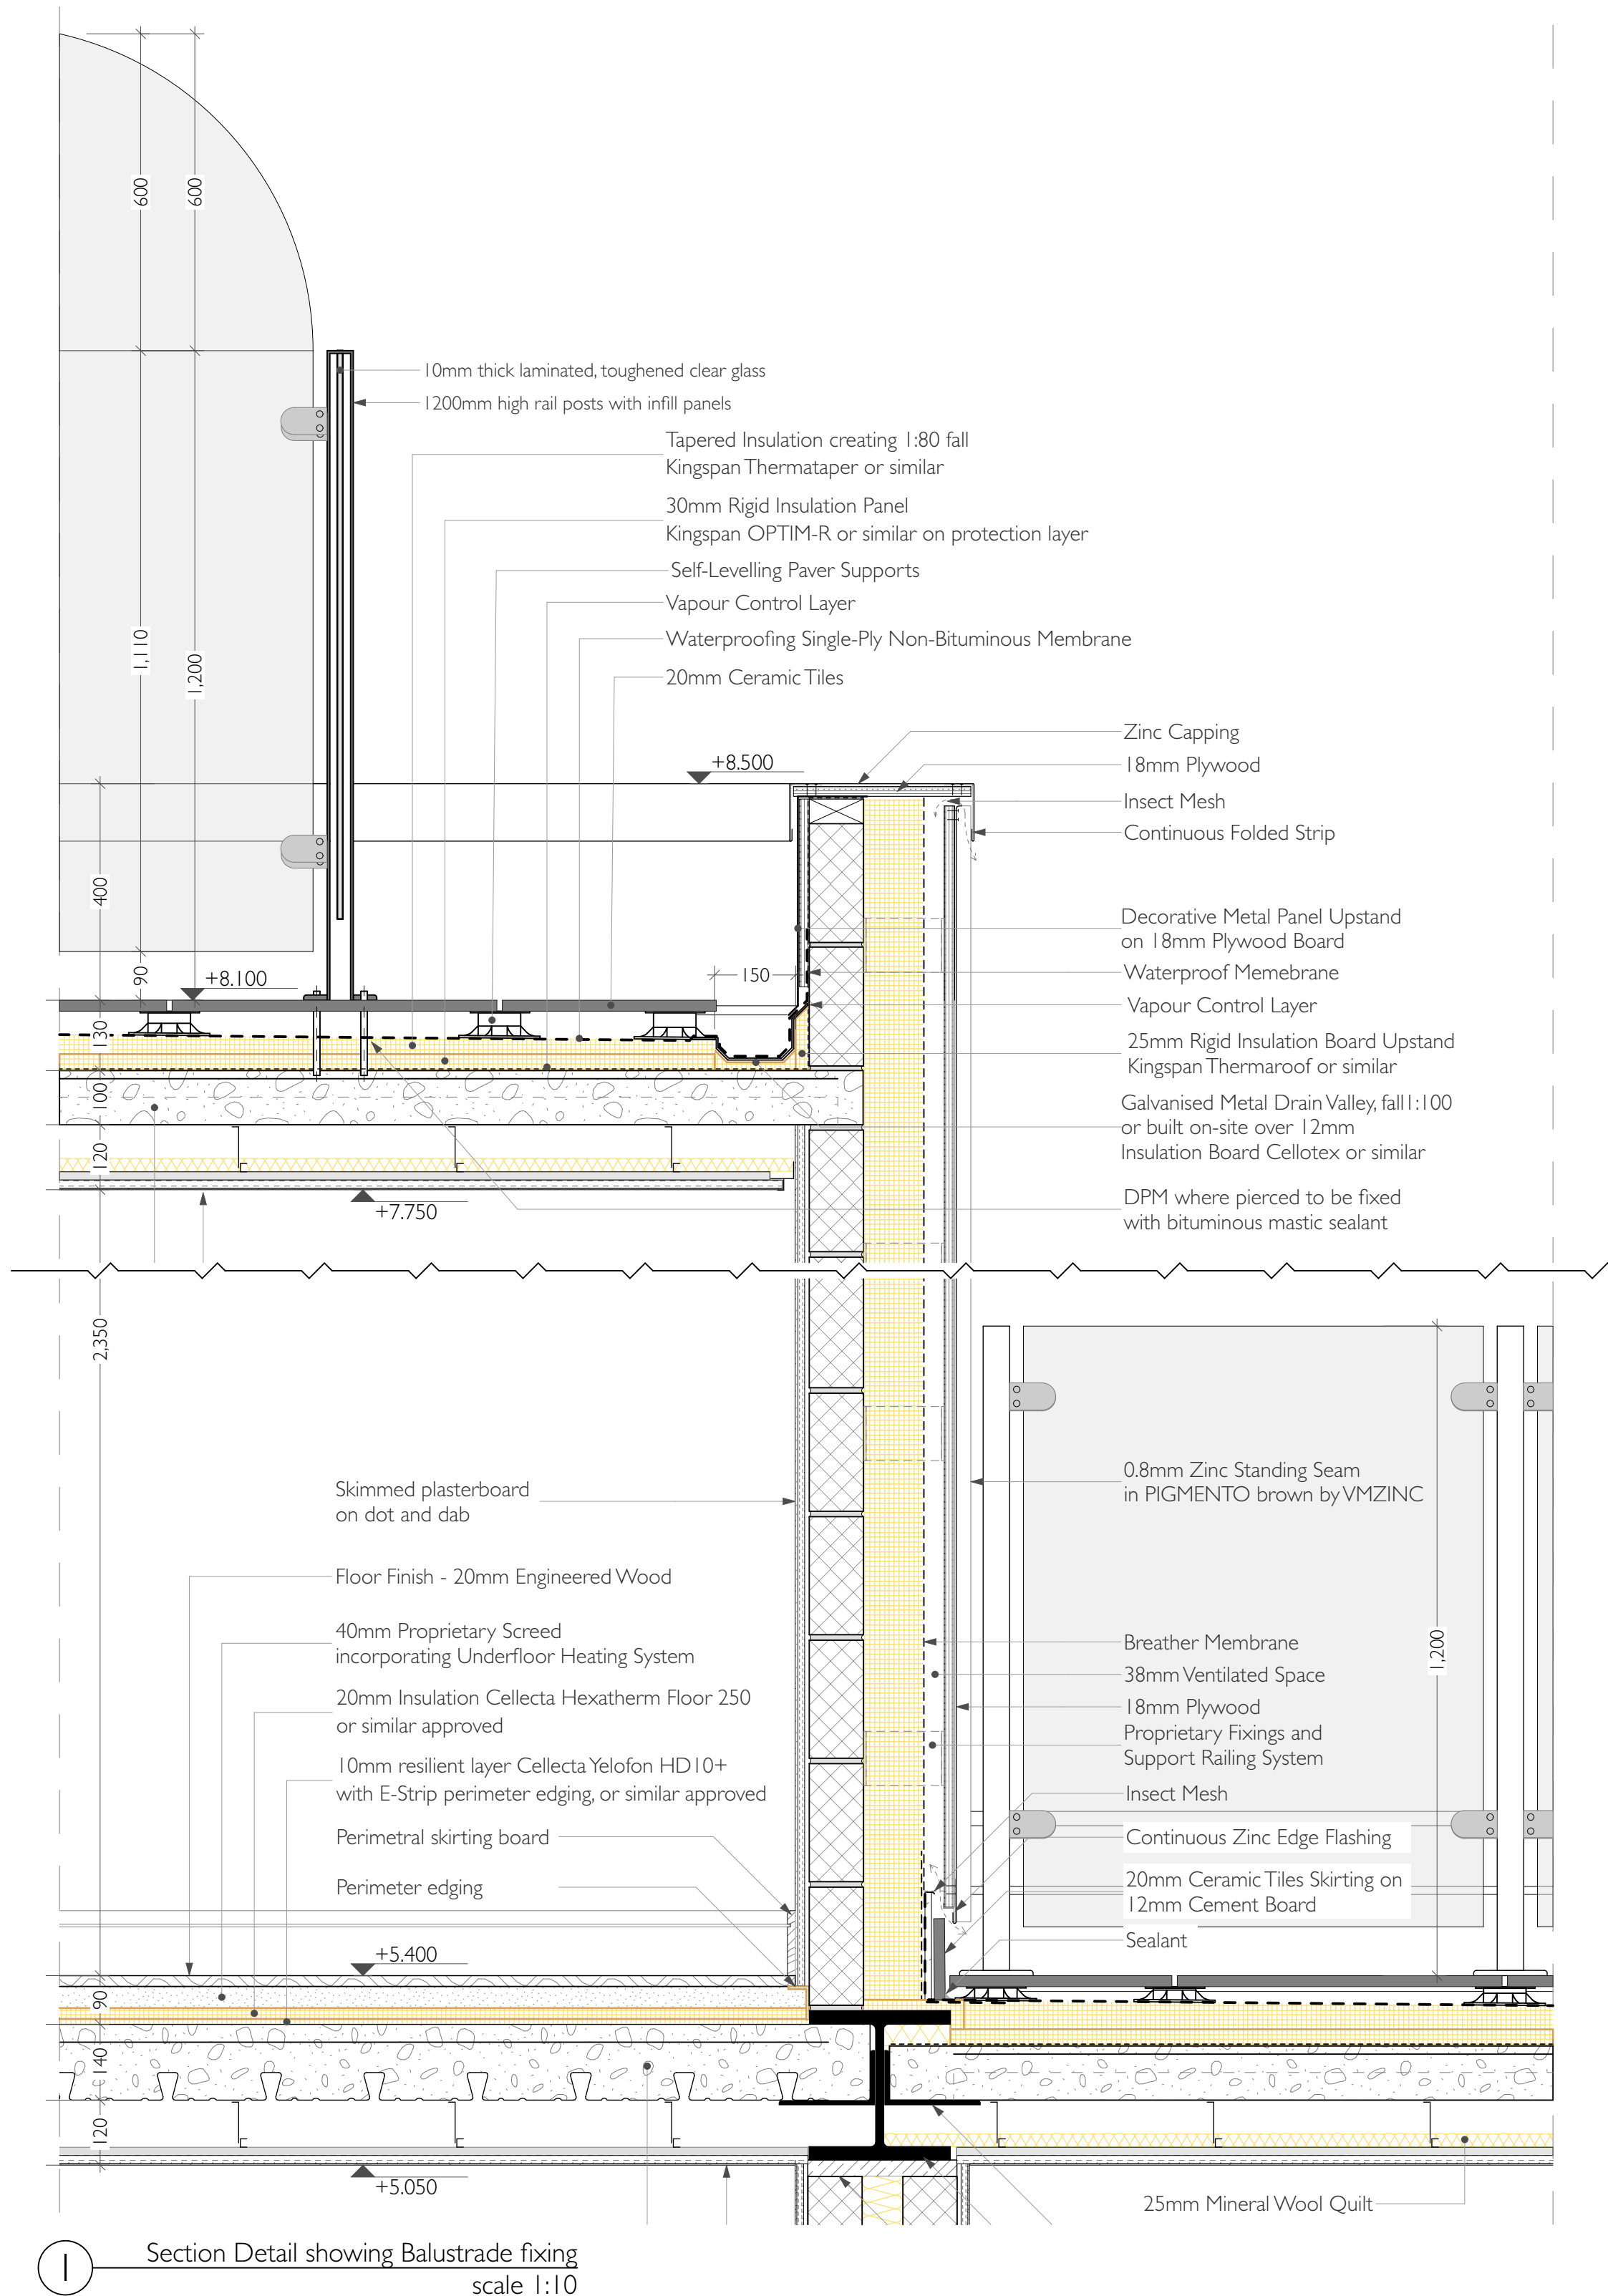 600
600
10mm thick laminated, toughened clear glass
1200mm high rail posts with infill panels
Tapered Insulation creating 1:80 fall
Kingspan Thermataper or similar
30mm Rigid Insulation Panel
Kingspan OPTIM-R or similar on protection layer
Self-Levelling Paver Supports
Vapour Control Layer
Waterproofing Single-Ply Non-Bituminous Membrane
20mm Ceramic Tiles
1,110
1,200
Zinc Capping
+8.500
18mm Plywood
Insect Mesh
Continuous Folded Strip
400
Decorative Metal Panel Upstand
on 18mm Plywood Board
90
+8.100
150
Waterproof Memebrane
Vapour Control Layer
130
25mm Rigid Insulation Board Upstand
Kingspan Thermaroof or similar
100
Galvanised Metal Drain Valley, fall1:100
or built on-site over 12mm
Insulation Board Cellotex or similar
120
+7.750
DPM where pierced to be fixed
with bituminous mastic sealant
2,350
0.8mm Zinc Standing Seam
in PIGMENTO brown by VMZINC
Skimmed plasterboard
on dot and dab
Floor Finish - 20mm Engineered Wood
40mm Proprietary Screed
incorporating Underfloor Heating System
20mm Insulation Cellecta Hexatherm Floor 250
or similar approved
10mm resilient layer Cellecta Yelofon HD10+
with E-Strip perimeter edging, or similar approved
Perimetral skirting board
Perimeter edging
1,200
Breather Membrane
38mm Ventilated Space
18mm Plywood
Proprietary Fixings and
Support Railing System
Insect Mesh
Continuous Zinc Edge Flashing
20mm Ceramic Tiles Skirting on
12mm Cement Board
Sealant
+5.400
90
140
120
+5.050
25mm Mineral Wool Quilt
1
Section Detail showing Balustrade fixing
scale 1:10